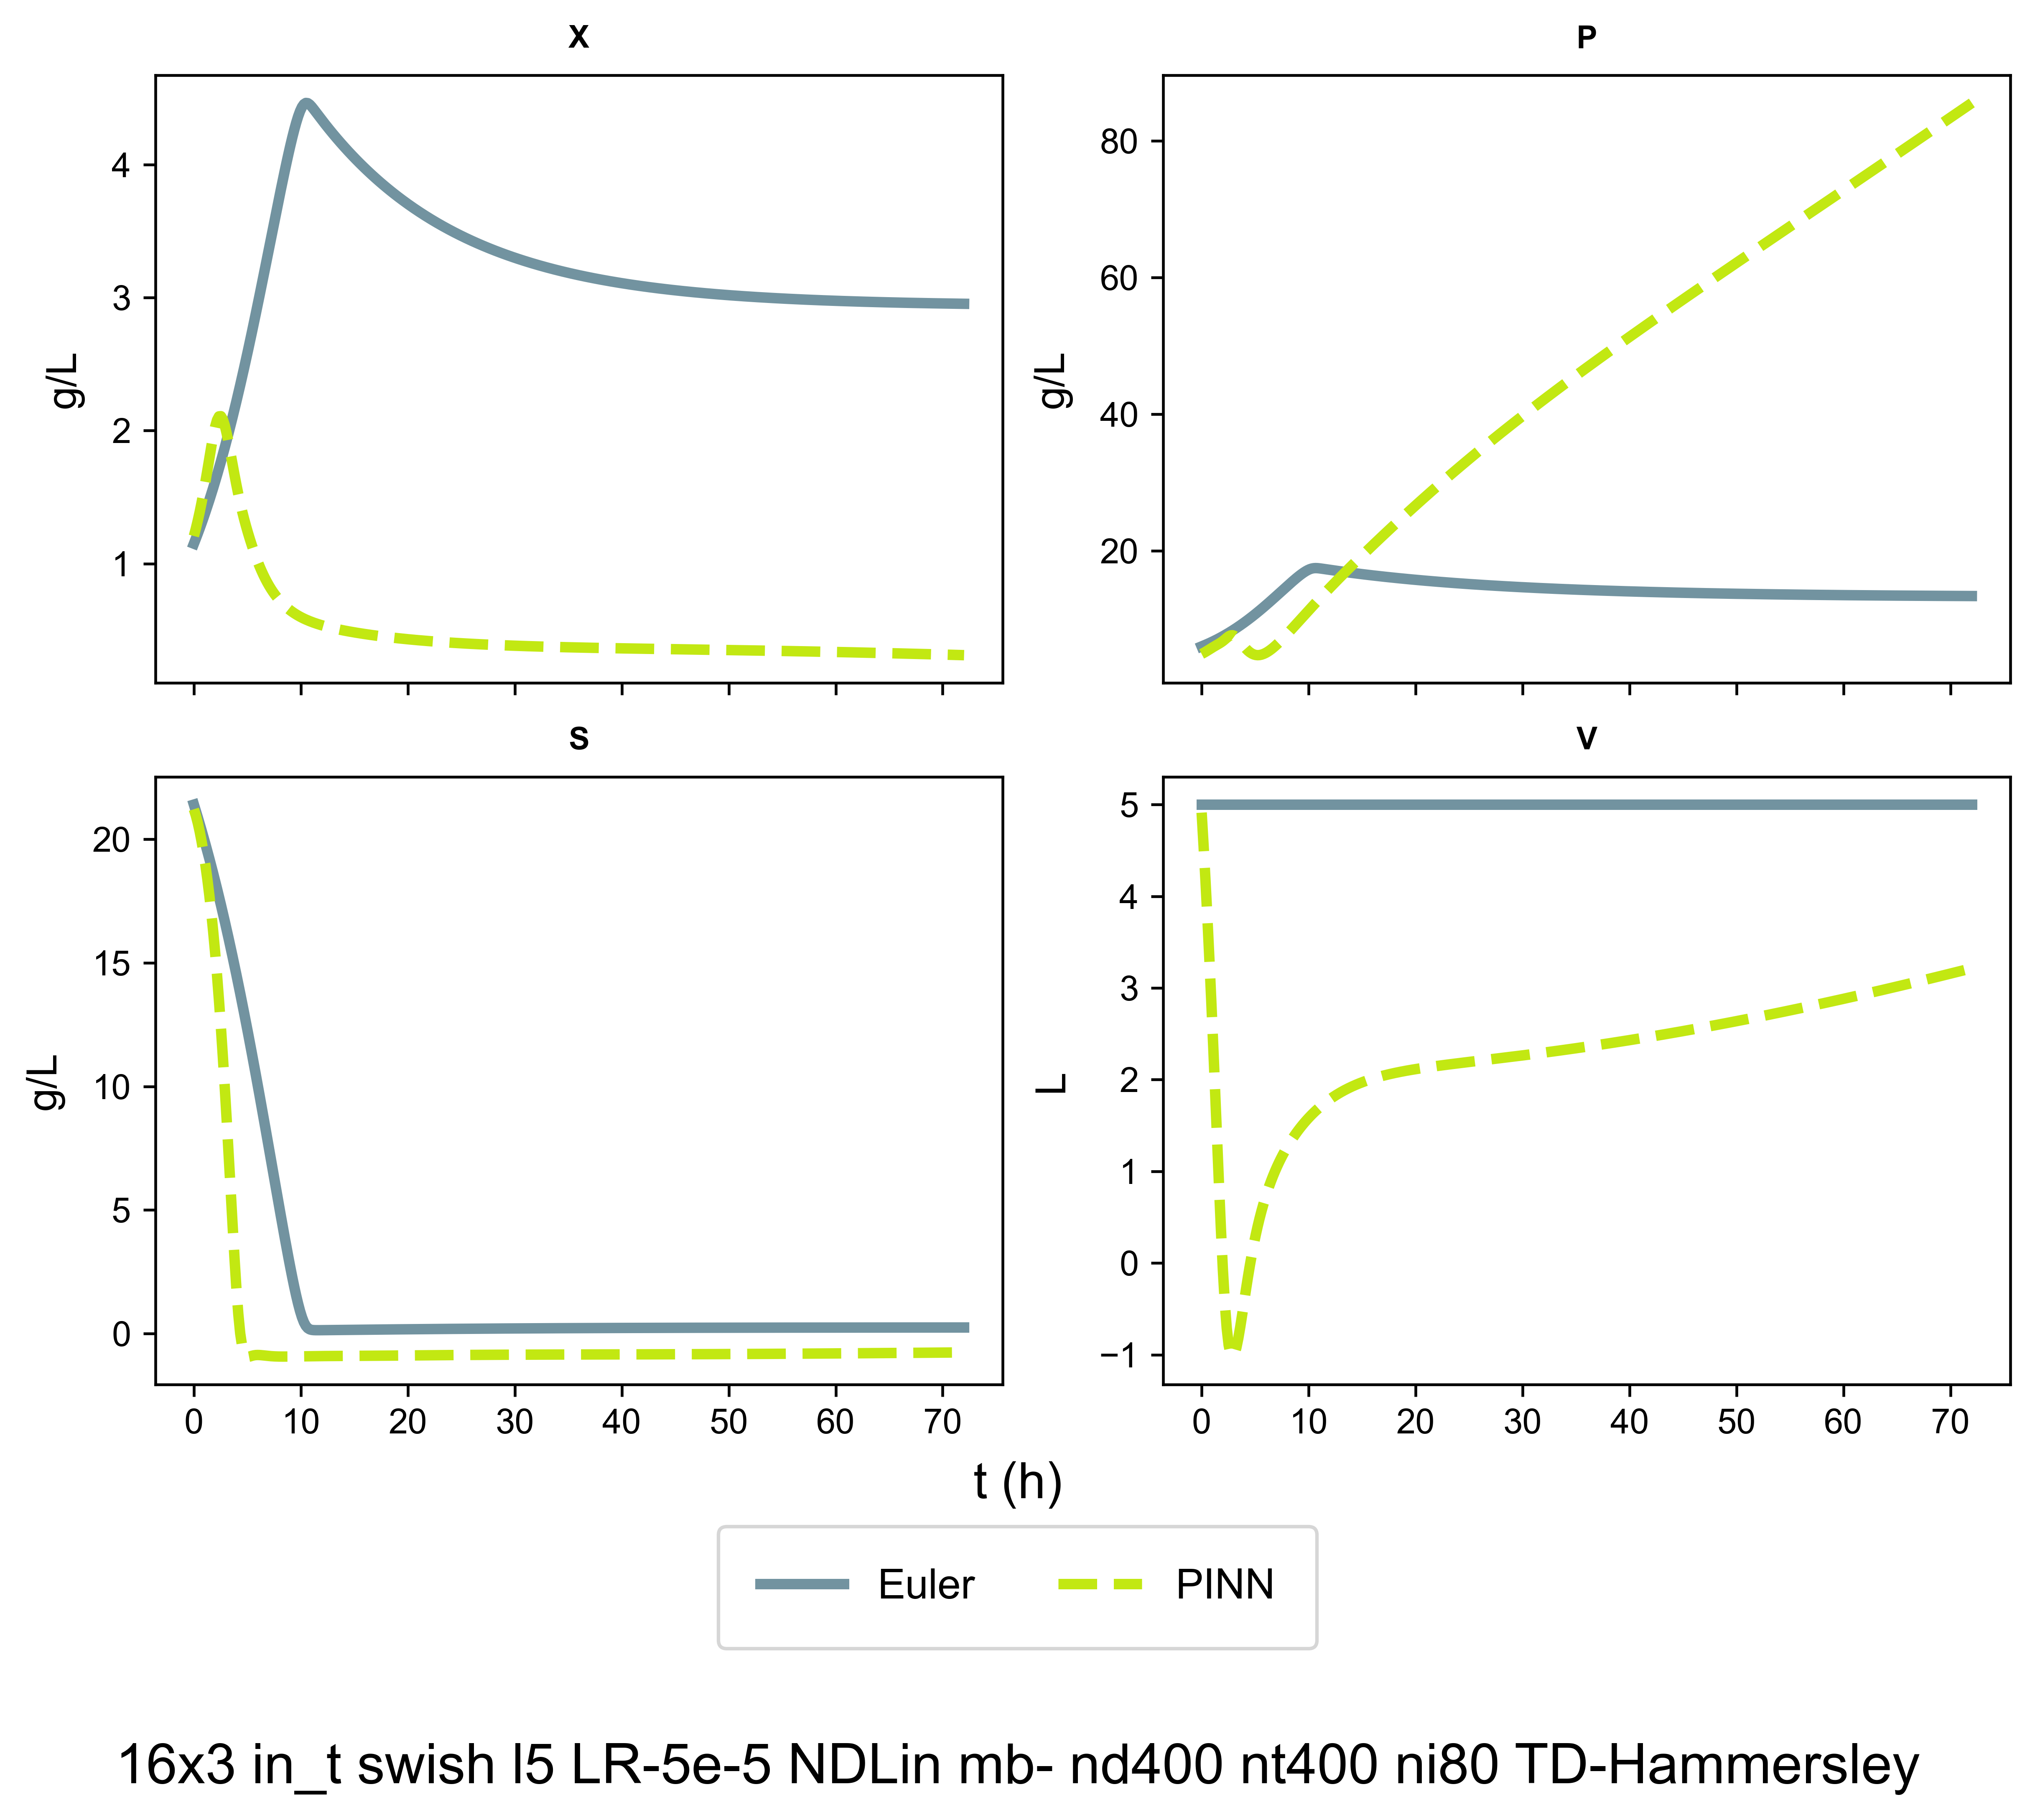 X
P
g/L
4
3
2
1
g/L
80
60
40
20
S
V
g/L
20
15
10
5
0
0 10 20 30 40 50 60 70
L
5
4
3
2
1
0
−1
0 10 20 30 40 50 60 70
t (h)
Euler PINN
16x3 in_t swish l5 LR-5e-5 NDLin mb- nd400 nt400 ni80 TD-Hammersley